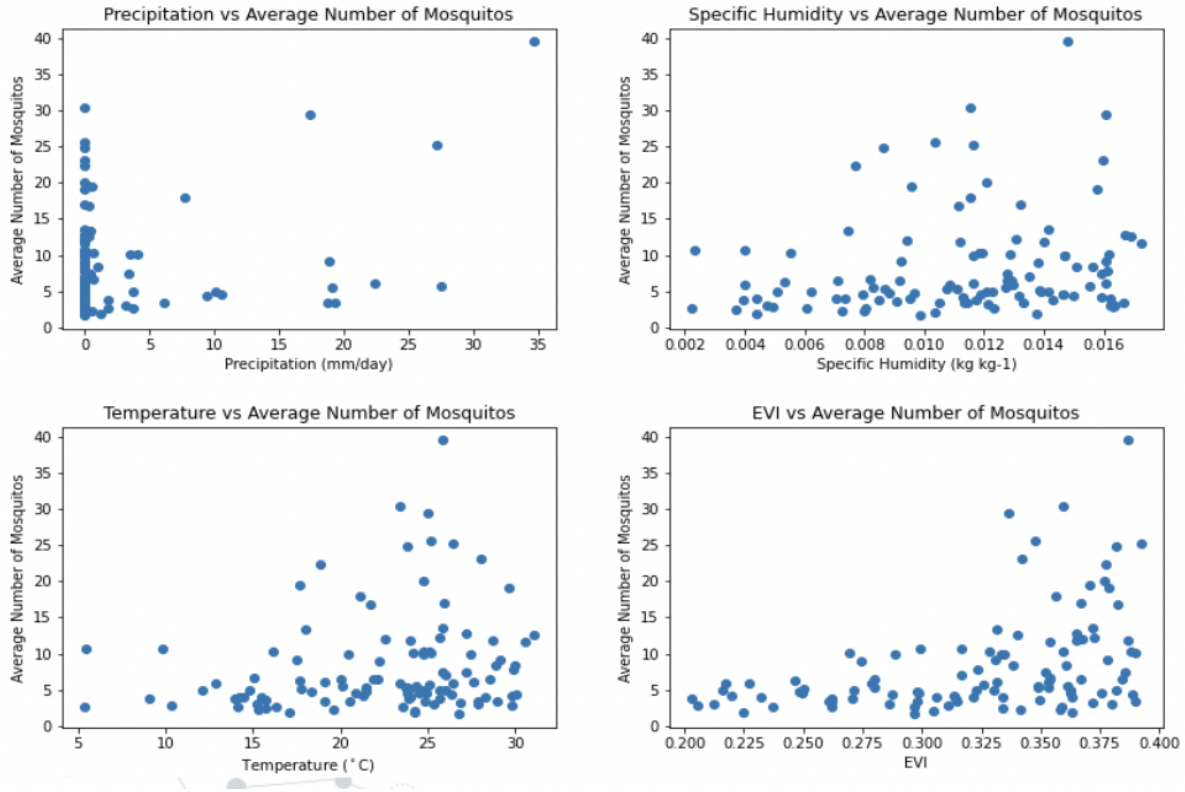 Precipitation vs Average Number of Mosquitos
Average Number of Mosquitos
40
35
30
25
20
15
10
5
0
0 5 10 15 20 25 30 35
Precipitation (mm/day)
Specific Humidity vs Average Number of Mosquitos
Average Number of Mosquitos
40
35
30
25
20
15
10
5
0
0.002 0.004 0.006 0.008 0.010 0.012 0.014 0.016
Specific Humidity (kg kg-1)
Temperature vs Average Number of Mosquitos
Average Number of Mosquitos
40
35
30
25
20
15
10
5
0
5 10 15 20 25 30
Temperature (˚C)
EVI vs Average Number of Mosquitos
Average Number of Mosquitos
40
35
30
25
20
15
10
5
0
0.200 0.225 0.250 0.275 0.300 0.325 0.350 0.375 0.400
EVI